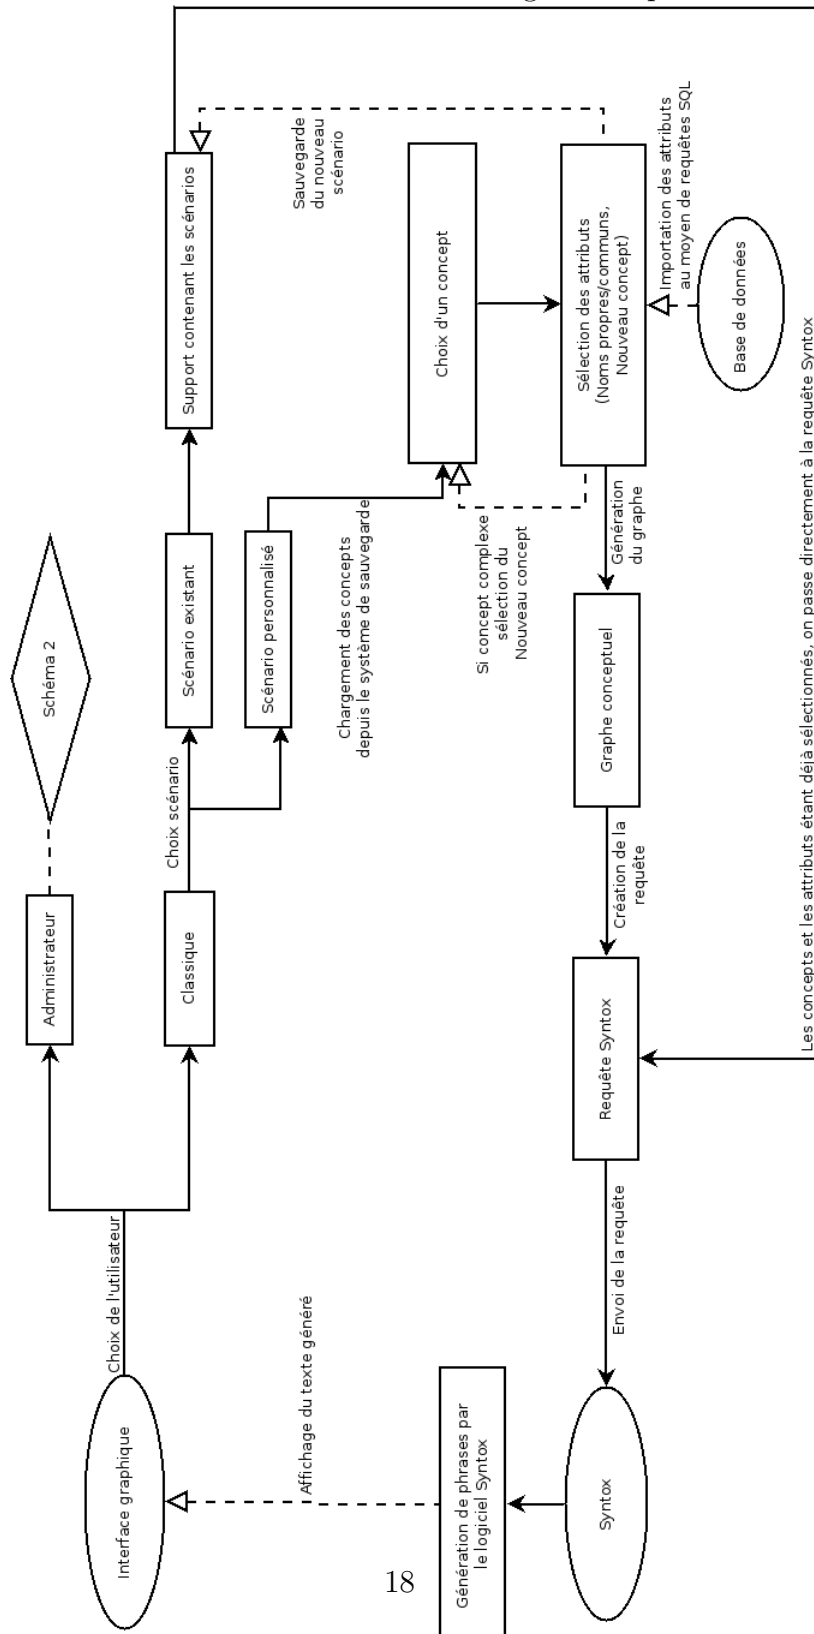 Interface graphique
Choix de l'utilisateur
Administrateur
Schéma 2
Classique
Choix scénario
Scénario existant
Support contenant les scénarios
Scénario personnalisé
Chargement des concepts
depuis le système de sauvegarde
Sauvegarde
du nouveau
scénario
Choix d'un concept
Si concept complexe
sélection du
Nouveau concept
Sélection des attributs
(Noms propres/communs,
Nouveau concept)
Importation des attributs
au moyen de requêtes SQL
Base de données
Génération
du graphe
Graphe conceptuel
Création de la
requête
Requête Syntox
Les concepts et les attributs étant déjà sélectionnés, on passe directement à la requête Syntox
Envoi de la requête
Syntox
Génération de phrases par
le logiciel Syntox
Affichage du texte généré
18